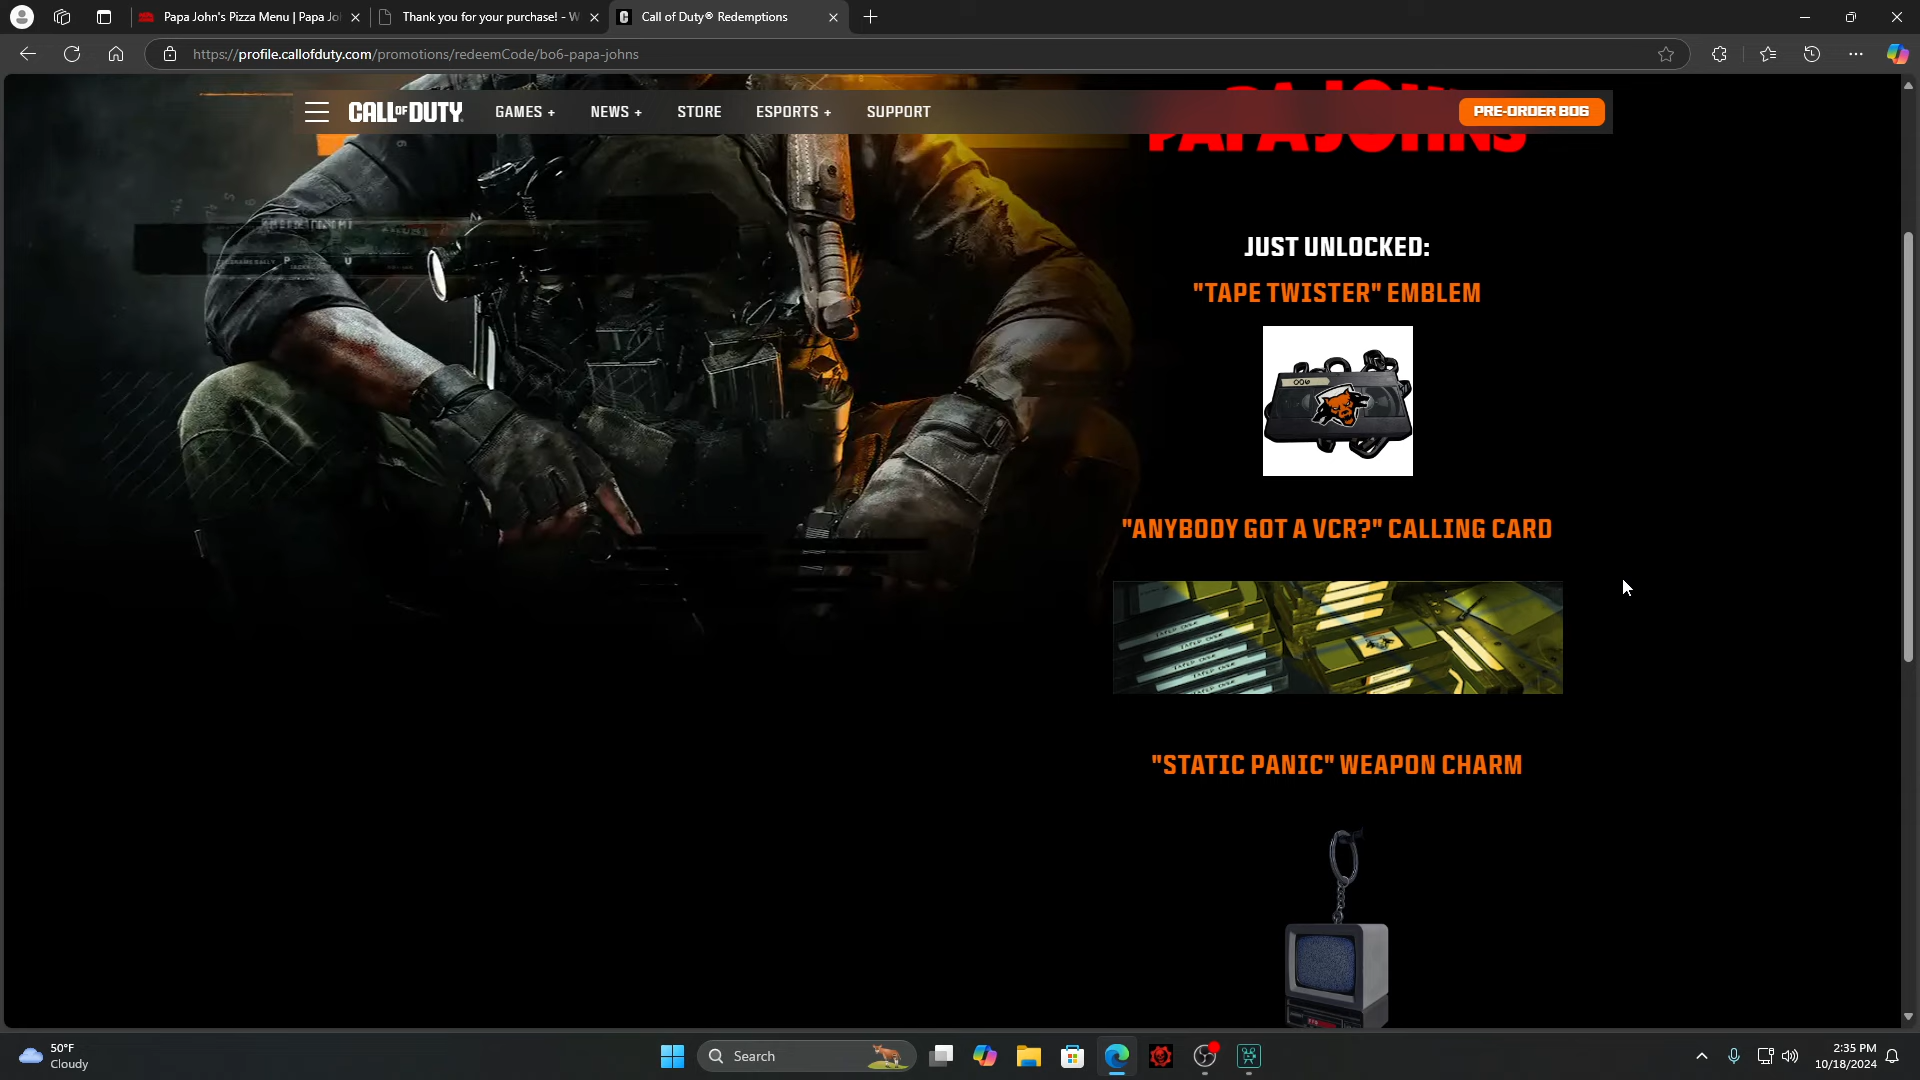 Papa John's Pizza Menu | Papa Jo
Thank you for your purchase! - W
Call of Duty® Redemptions
https://profile.callofduty.com/promotions/redeemCode/bo6-papa-johns
CALL OF DUTY
GAMES +
NEWS +
STORE
ESPORTS +
SUPPORT
PRE-ORDER BO6
PAPA JOHNS
JUST UNLOCKED:
"TAPE TWISTER" EMBLEM
006
"ANYBODY GOT A VCR?" CALLING CARD
"STATIC PANIC" WEAPON CHARM
50°F
Cloudy
Search
2:35 PM
10/18/2024